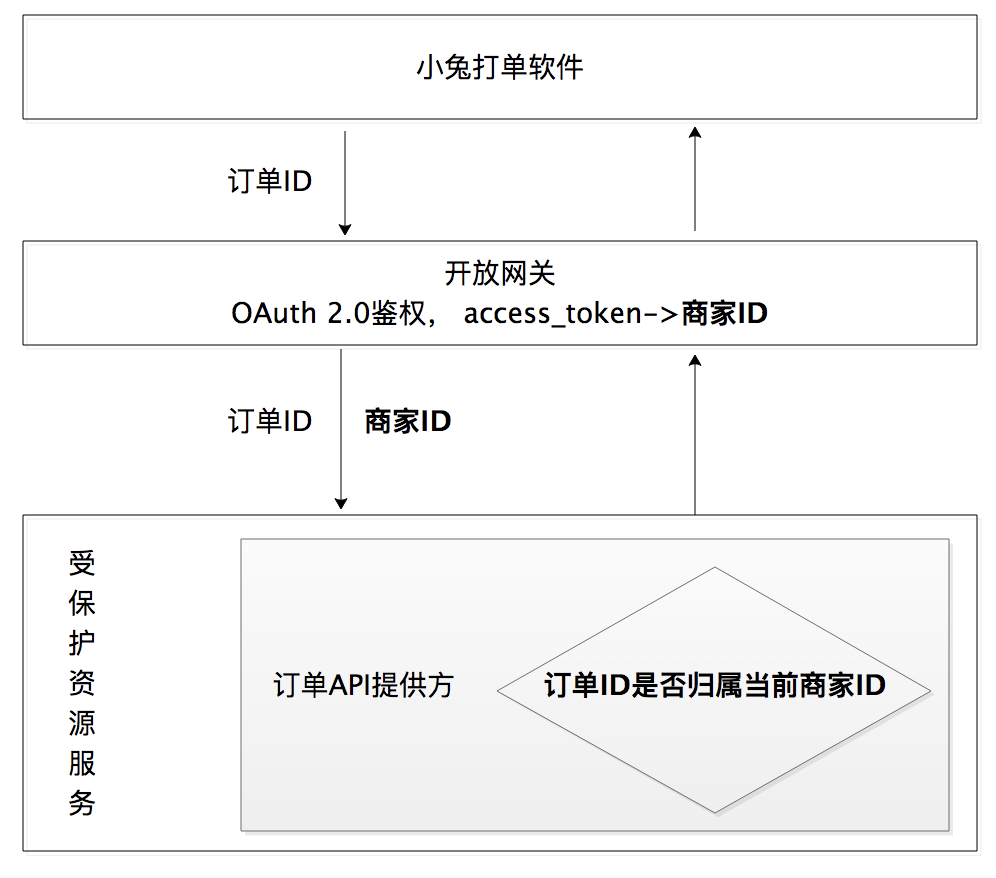 小兔打单软件
订单ID
开放网关
OAuth 2.0鉴权， access_token->商家ID
订单ID 商家ID
受
保
护
资
源
服
务
订单API提供方
订单ID是否归属当前商家ID